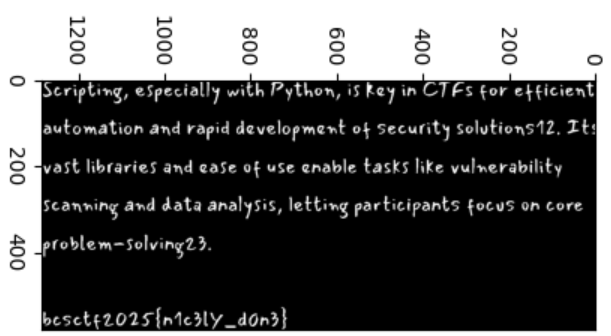 1200 1000 800 600 400 200 0
0
200
400
Scripting, especially with Python, is key in CTFs for efficient
automation and rapid development of security solutions12. Its
vast libraries and ease of use enable tasks like vulnerability
scanning and data analysis, letting participants focus on core
problem-solving23.
bcsctf2025{n1c3lY_d0n3}